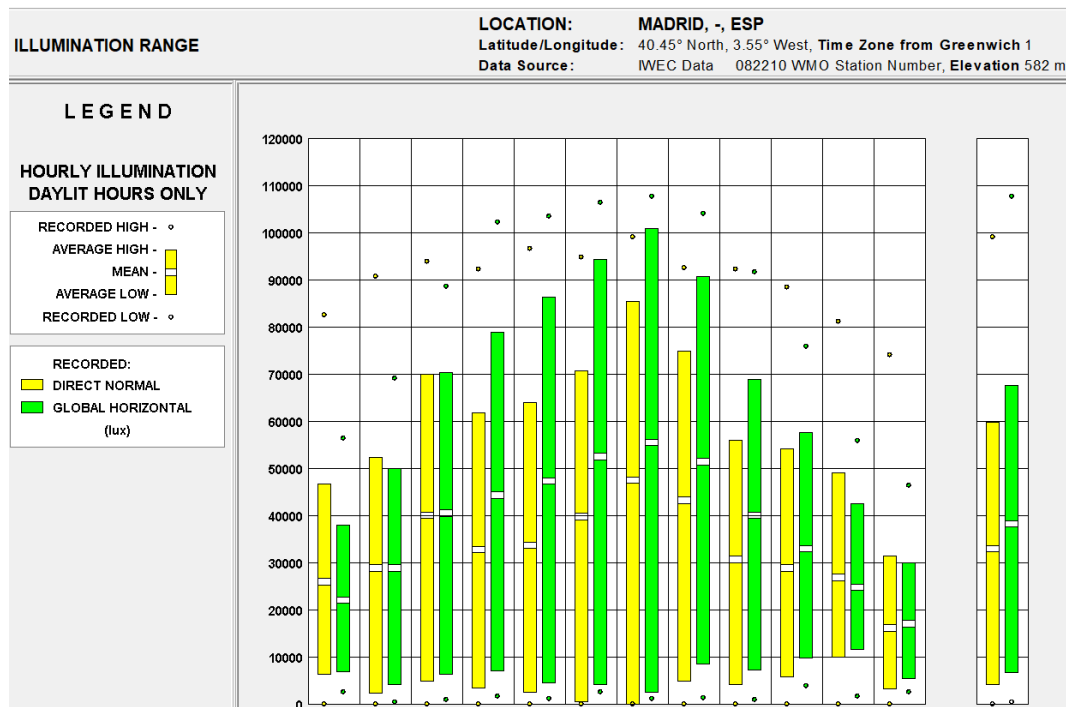 ILLUMINATION RANGE
LOCATION: MADRID, -, ESP
Latitude/Longitude: 40.45° North, 3.55° West, Time Zone from Greenwich 1
Data Source: IWEC Data 082210 WMO Station Number, Elevation 582 m
LEGEND
HOURLY ILLUMINATION
DAYLIT HOURS ONLY
RECORDED HIGH -
AVERAGE HIGH -
MEAN -
AVERAGE LOW -
RECORDED LOW -
RECORDED:
DIRECT NORMAL
GLOBAL HORIZONTAL
(lux)
120000
110000
100000
90000
80000
70000
60000
50000
40000
30000
20000
10000
0